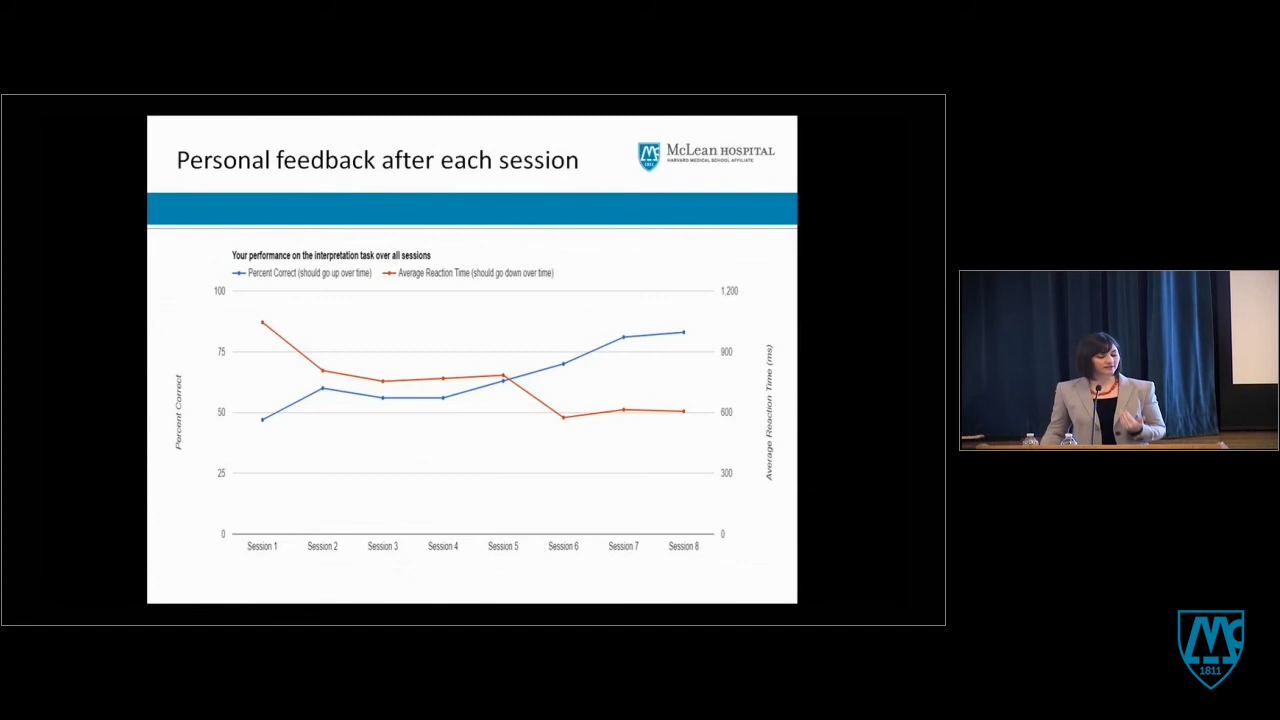 Personal feedback after each session
McLean HOSPITAL
HARVARD MEDICAL SCHOOL AFFILIATE
1811
Your performance on the interpretation task over all sessions
Percent Correct (should go up over time)
Average Reaction Time (should go down over time)
100
1,200
75
900
50
600
25
300
0
0
Percent Correct
Average Reaction Time (ms)
Session 1
Session 2
Session 3
Session 4
Session 5
Session 6
Session 7
Session 8
Mc
1811